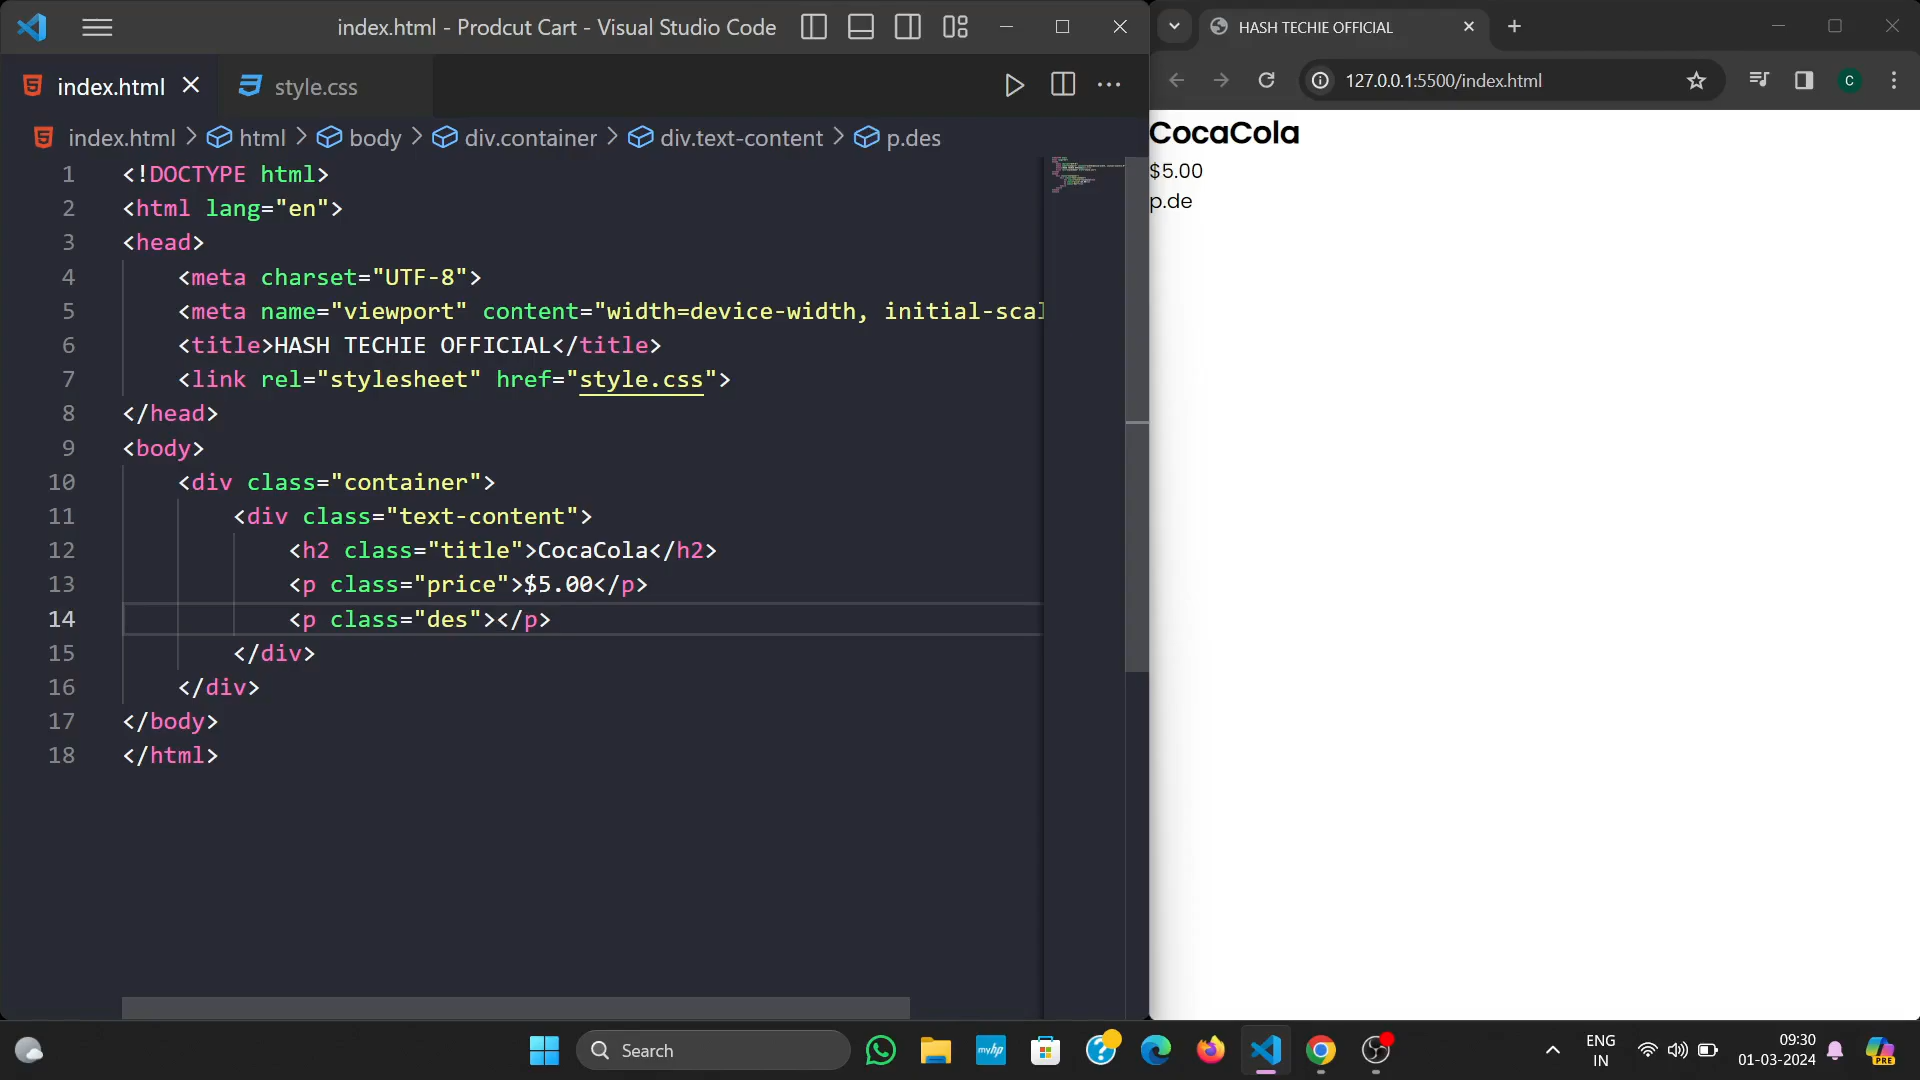 index.html - Prodcut Cart - Visual Studio Code
index.html
style.css
index.html > html > body > div.container > div.text-content > p.des
1 <!DOCTYPE html>
2 <html lang="en">
3 <head>
4 <meta charset="UTF-8">
5 <meta name="viewport" content="width=device-width, initial-scal
6 <title>HASH TECHIE OFFICIAL</title>
7 <link rel="stylesheet" href="style.css">
8 </head>
9 <body>
10 <div class="container">
11 <div class="text-content">
12 <h2 class="title">CocaCola</h2>
13 <p class="price">$5.00</p>
14 <p class="des"></p>
15 </div>
16 </div>
17 </body>
18 </html>
HASH TECHIE OFFICIAL
127.0.0.1:5500/index.html
C
CocaCola
$5.00
p.de
Search
myhp
ENG
IN
09:30
01-03-2024
PRE